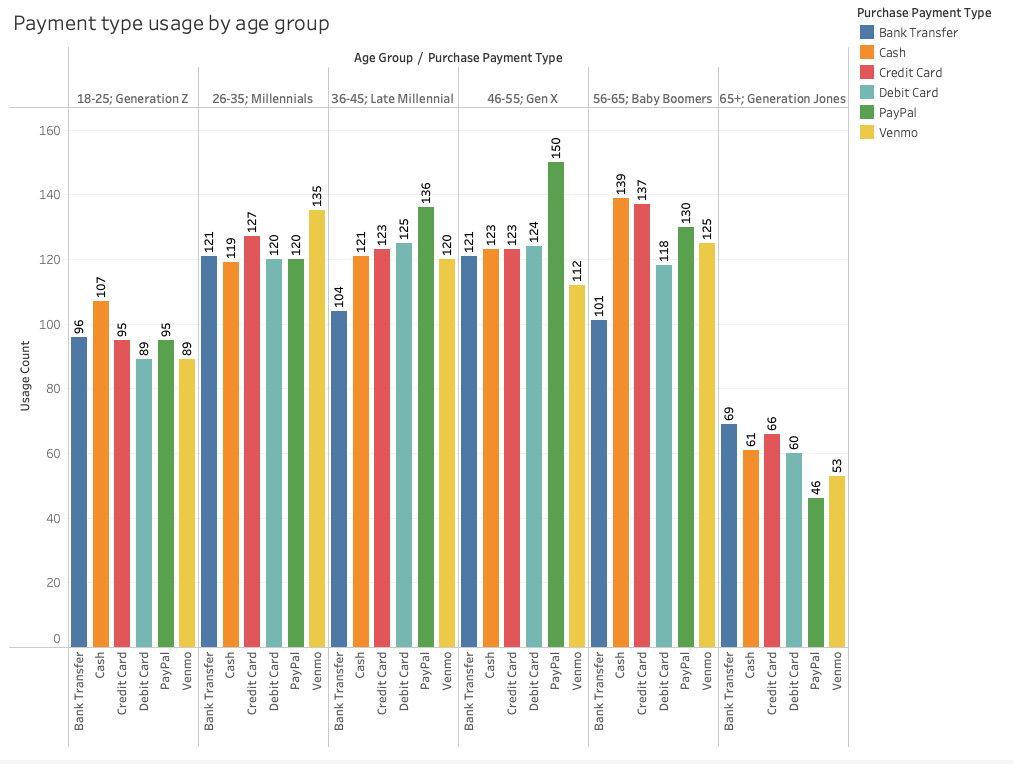 Payment type usage by age group
Purchase Payment Type
Bank Transfer
Cash
Credit Card
Debit Card
PayPal
Venmo
Age Group / Purchase Payment Type
18-25; Generation Z 26-35; Millennials 36-45; Late Millennial 46-55; Gen X 56-65; Baby Boomers 65+; Generation Jones
Usage Count
160
140
120
100
80
60
40
20
0
96 107 95 89 95 89
121 119 127 120 120 135
104 121 123 125 136 120
121 123 123 124 150 112
101 139 137 118 130 125
69 61 66 60 46 53
Bank Transfer Cash Credit Card Debit Card PayPal Venmo
Bank Transfer Cash Credit Card Debit Card PayPal Venmo
Bank Transfer Cash Credit Card Debit Card PayPal Venmo
Bank Transfer Cash Credit Card Debit Card PayPal Venmo
Bank Transfer Cash Credit Card Debit Card PayPal Venmo
Bank Transfer Cash Credit Card Debit Card PayPal Venmo